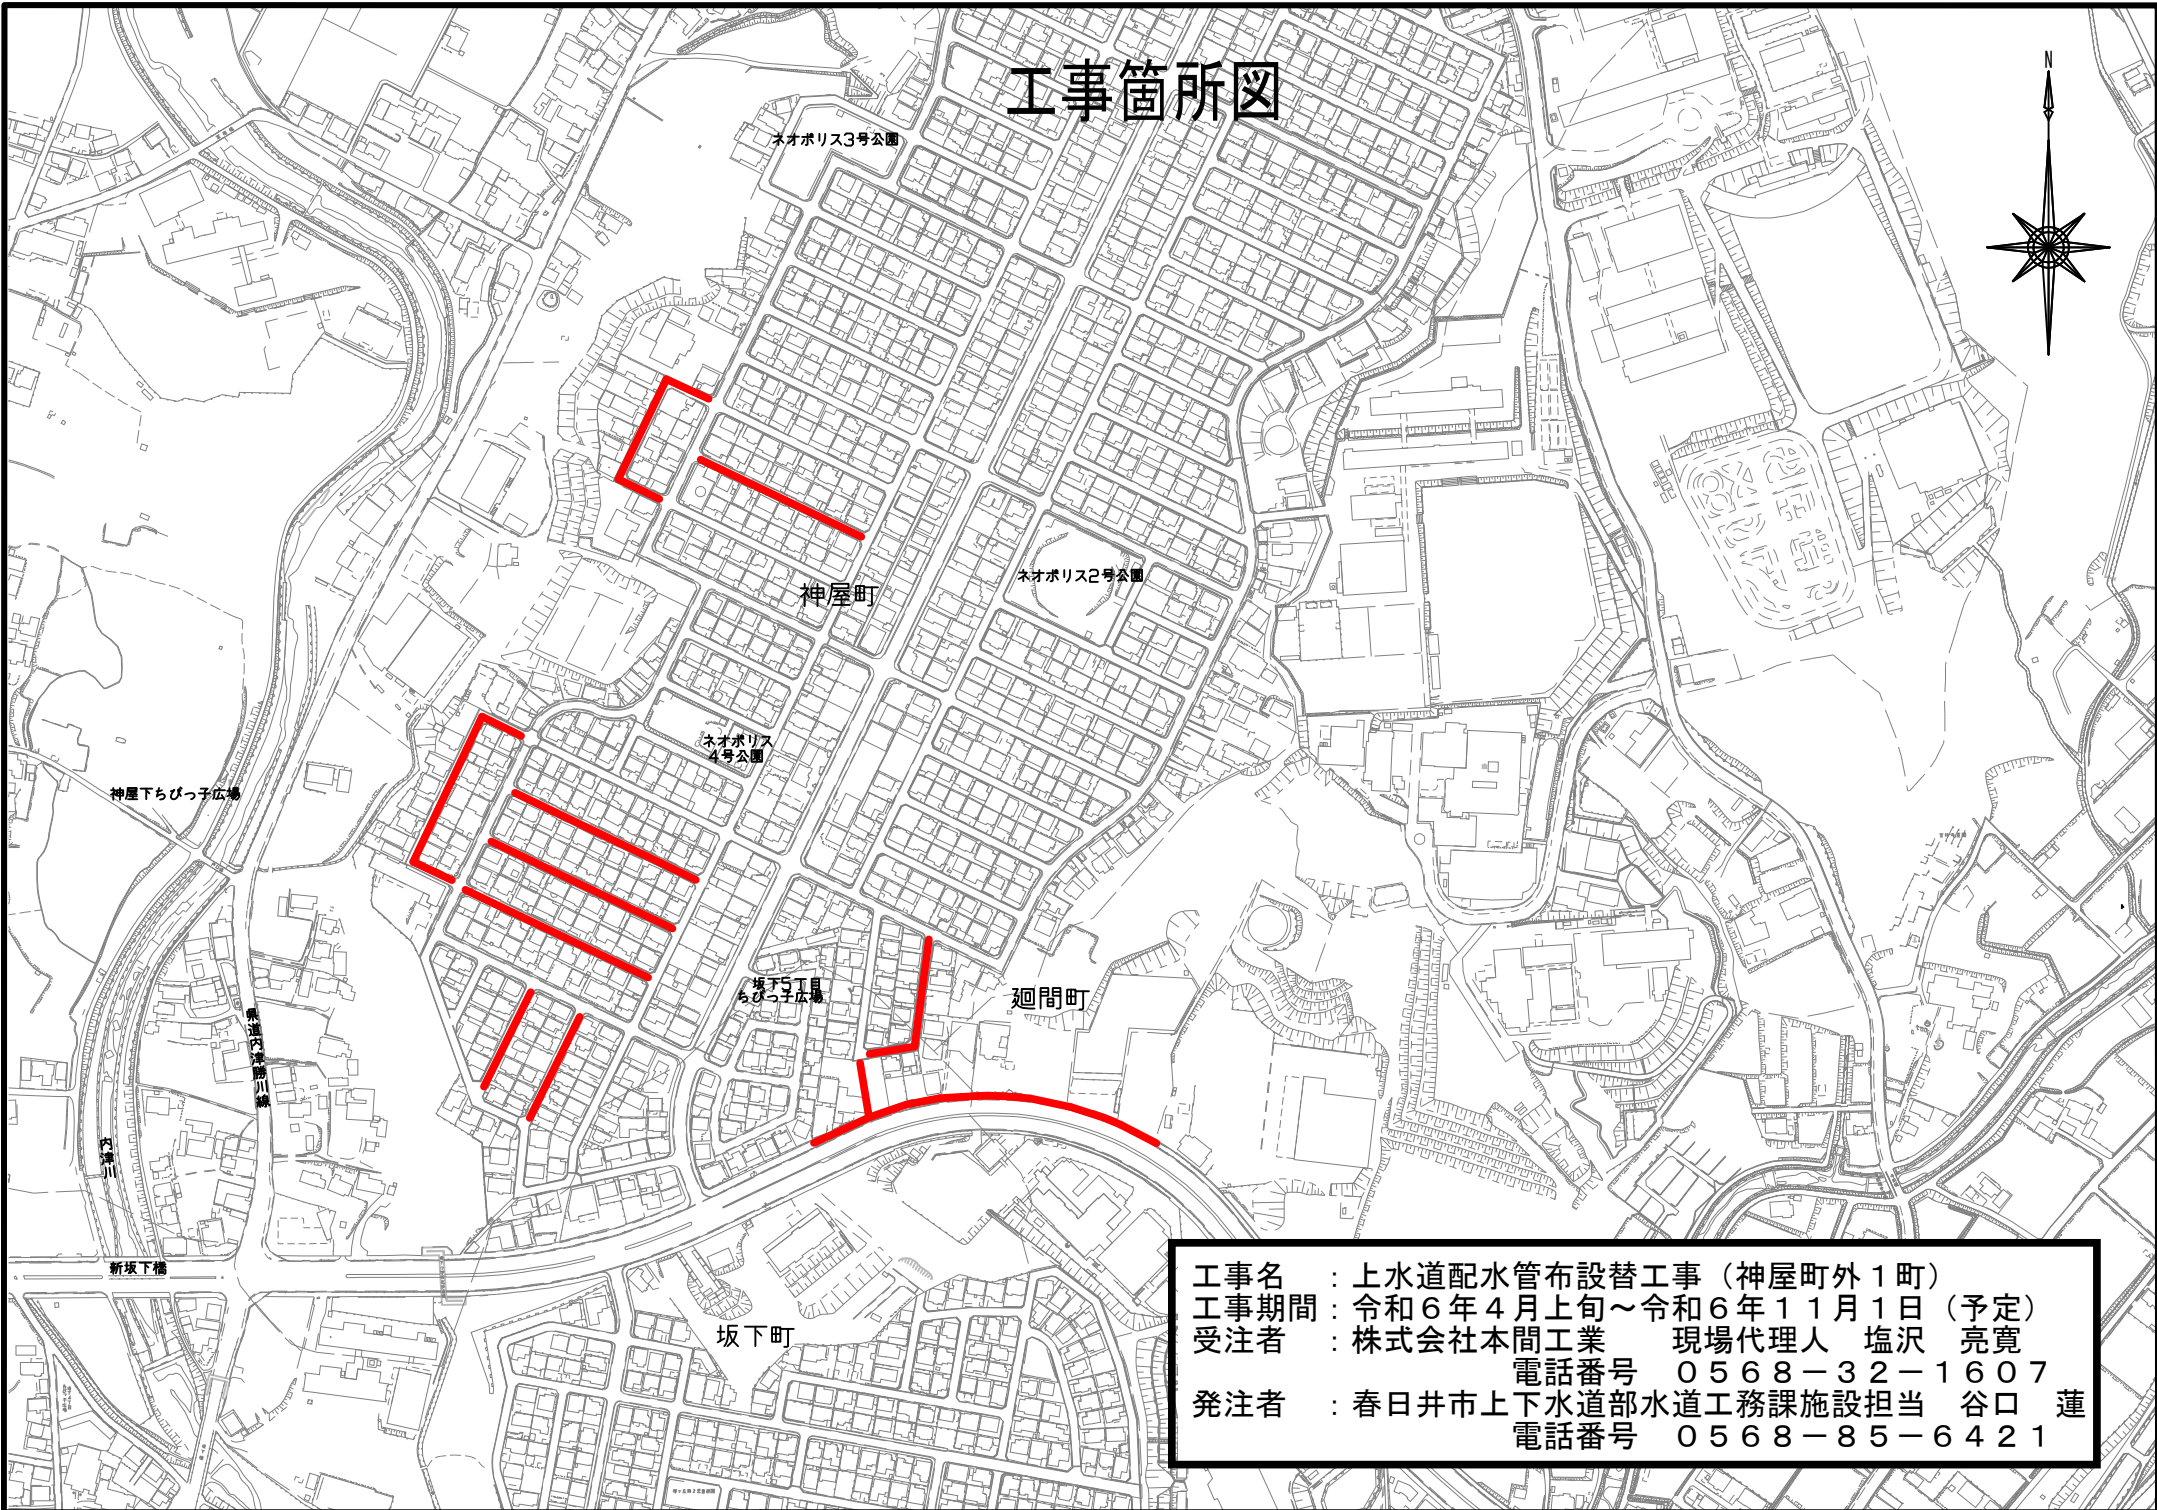 工事箇所図
N
ネオポリス3号公園
ネオポリス2号公園
神屋町
ネオポリス
4号公園
神屋下ちびっ子広場
坂下5丁目
ちびっ子広場
廻間町
県道内津勝川線
内津川
新坂下橋
坂下町
工事名　：上水道配水管布設替工事（神屋町外１町）
工事期間：令和６年４月上旬～令和６年１１月１日（予定）
受注者　：株式会社本間工業　　現場代理人　塩沢　亮寛
電話番号　０５６８－３２－１６０７
発注者　：春日井市上下水道部水道工務課施設担当　谷口　蓮
電話番号　０５６８－８５－６４２１